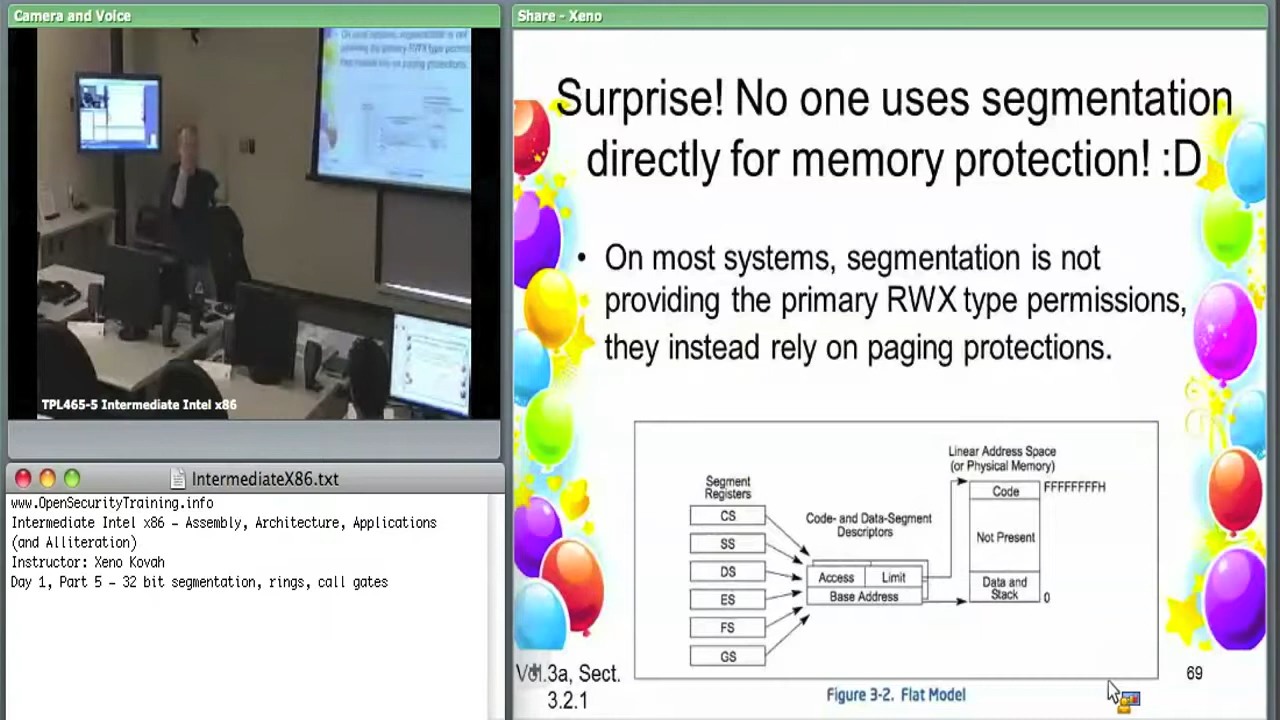 Camera and Voice
TPL465-5 Intermediate Intel x86
IntermediateX86.txt
www.OpenSecurityTraining.info
Intermediate Intel x86 – Assembly, Architecture, Applications
(and Alliteration)
Instructor: Xeno Kovah
Day 1, Part 5 – 32 bit segmentation, rings, call gates
Share - Xeno
Surprise! No one uses segmentation
directly for memory protection! :D
• On most systems, segmentation is not
providing the primary RWX type permissions,
they instead rely on paging protections.
Segment
Registers
CS
SS
DS
ES
FS
GS
Code- and Data-Segment
Descriptors
Access
Limit
Base Address
Linear Address Space
(or Physical Memory)
Code
FFFFFFFFH
Not Present
Data and
Stack
0
Figure 3-2. Flat Model
Vol.3a, Sect.
3.2.1
69